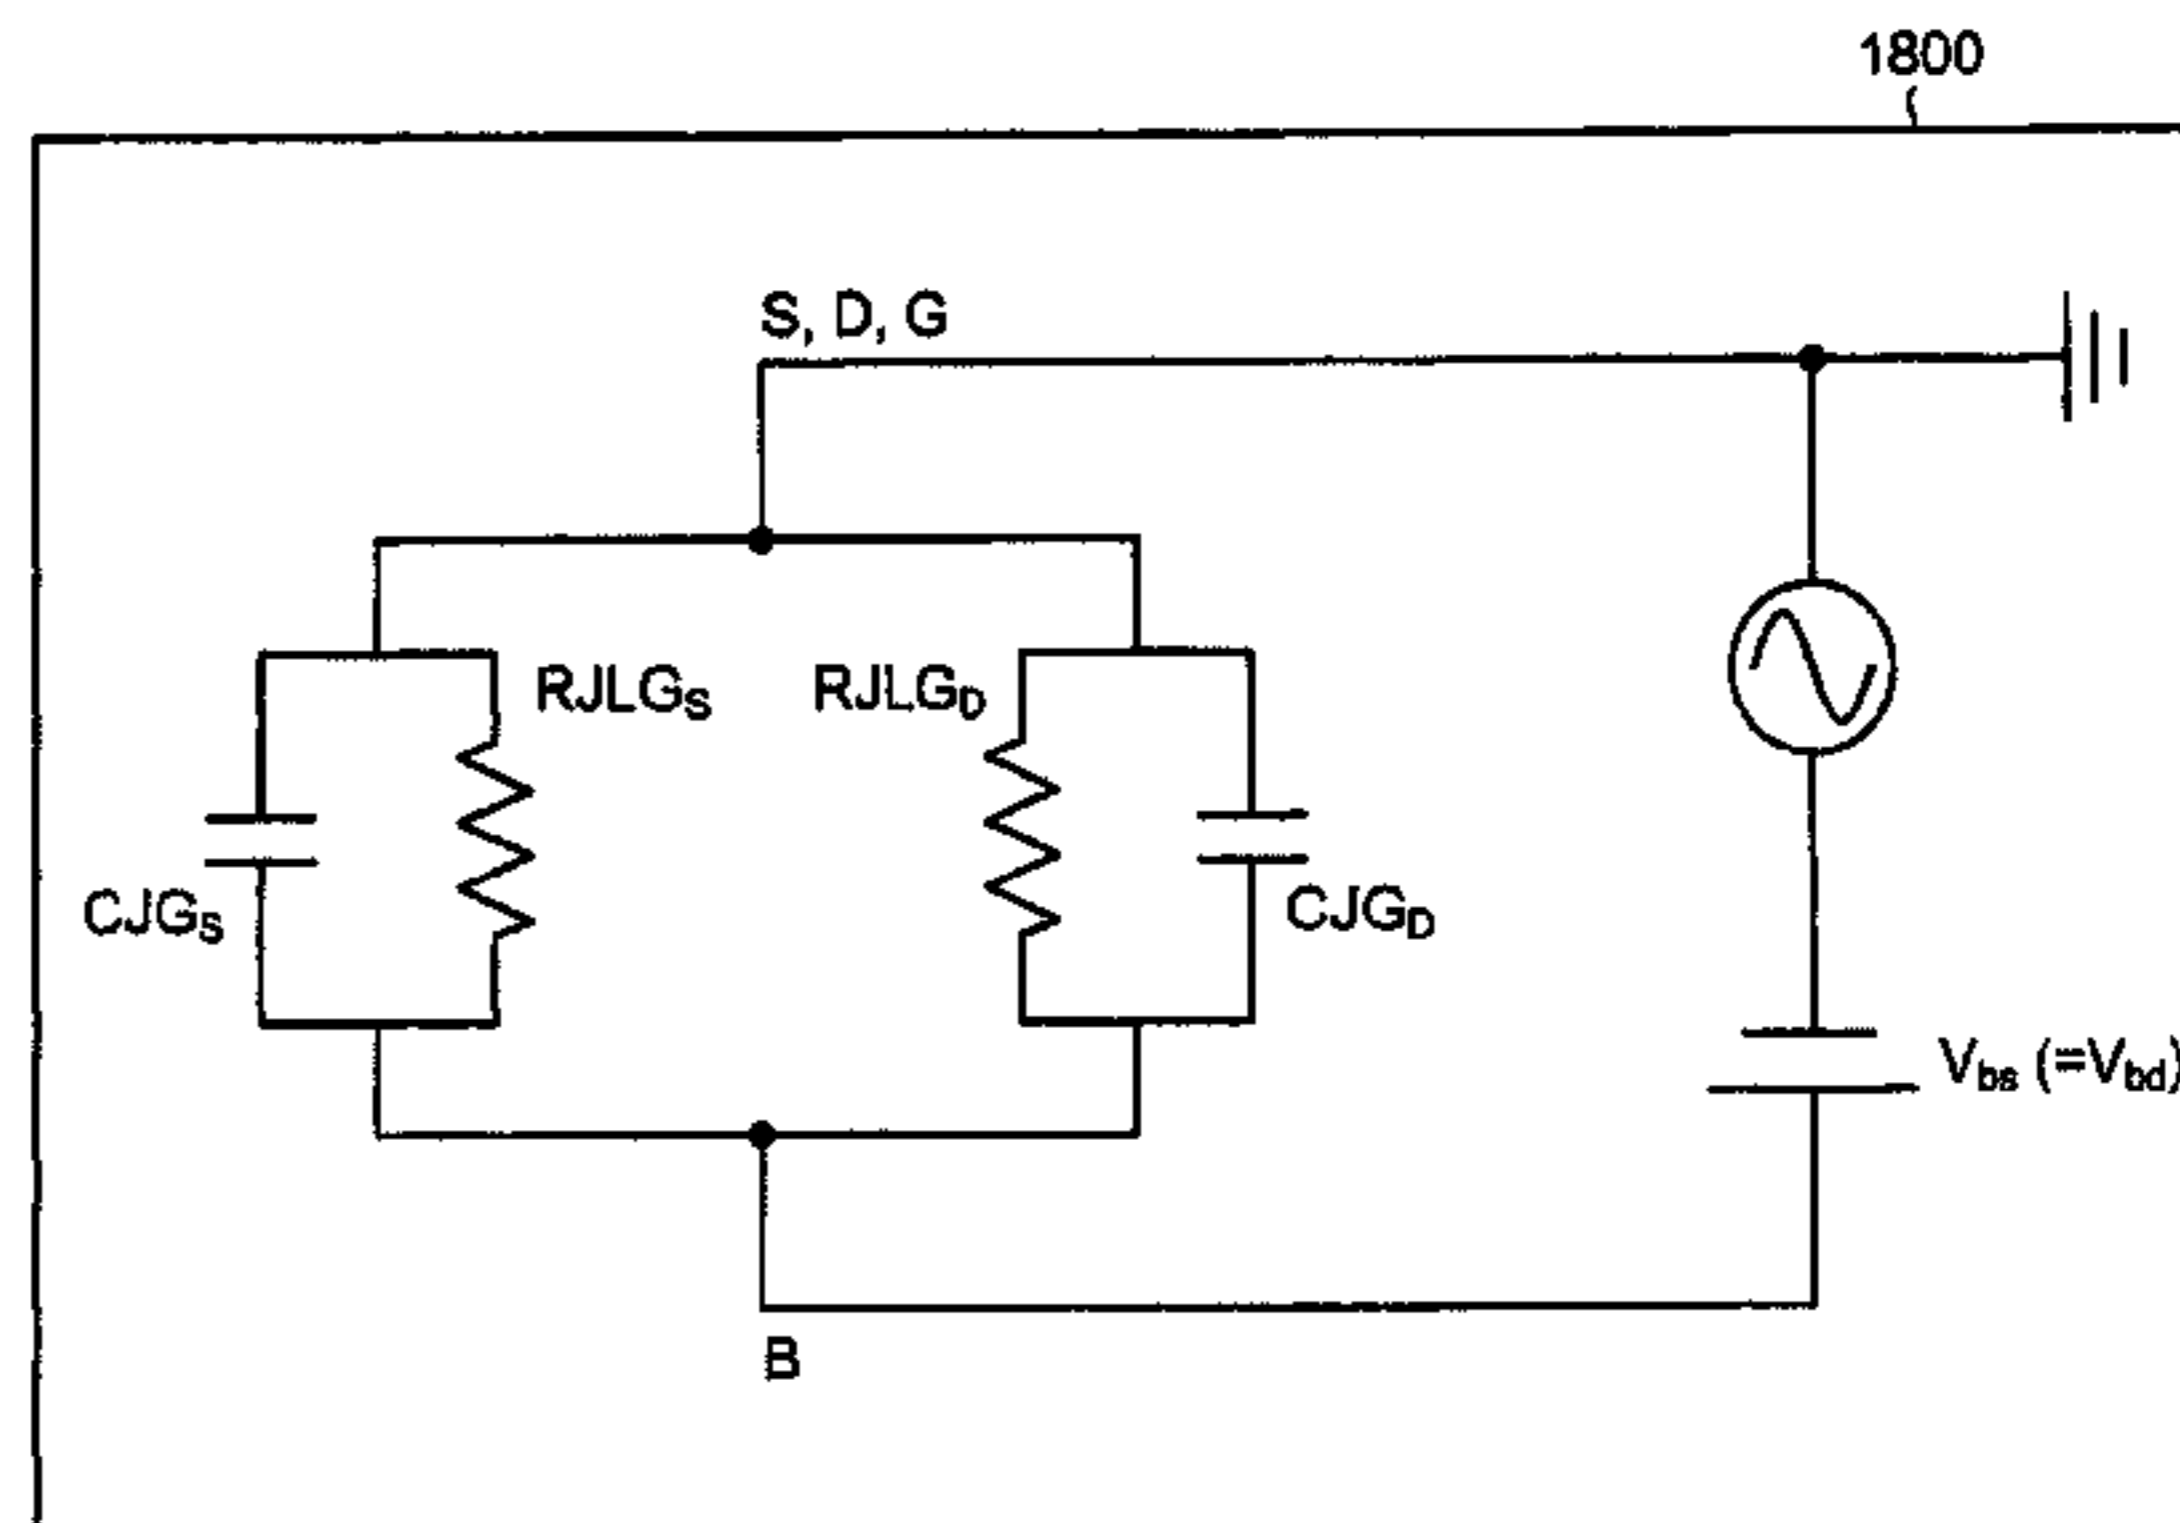 1800
S, D, G
RJLGS
RJLGD
CJGS
CJGD
Vbs (=Vbd)
B